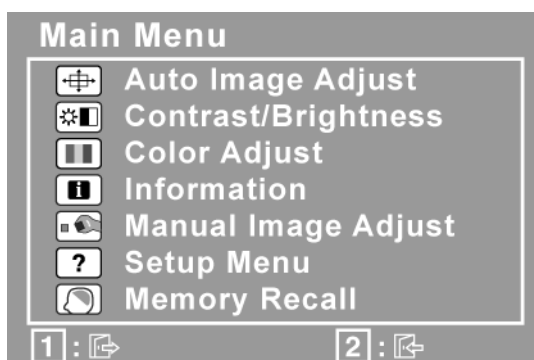 Main Menu
Auto Image Adjust
Contrast/Brightness
Color Adjust
i Information
Manual Image Adjust
? Setup Menu
Memory Recall
1 : 2 :